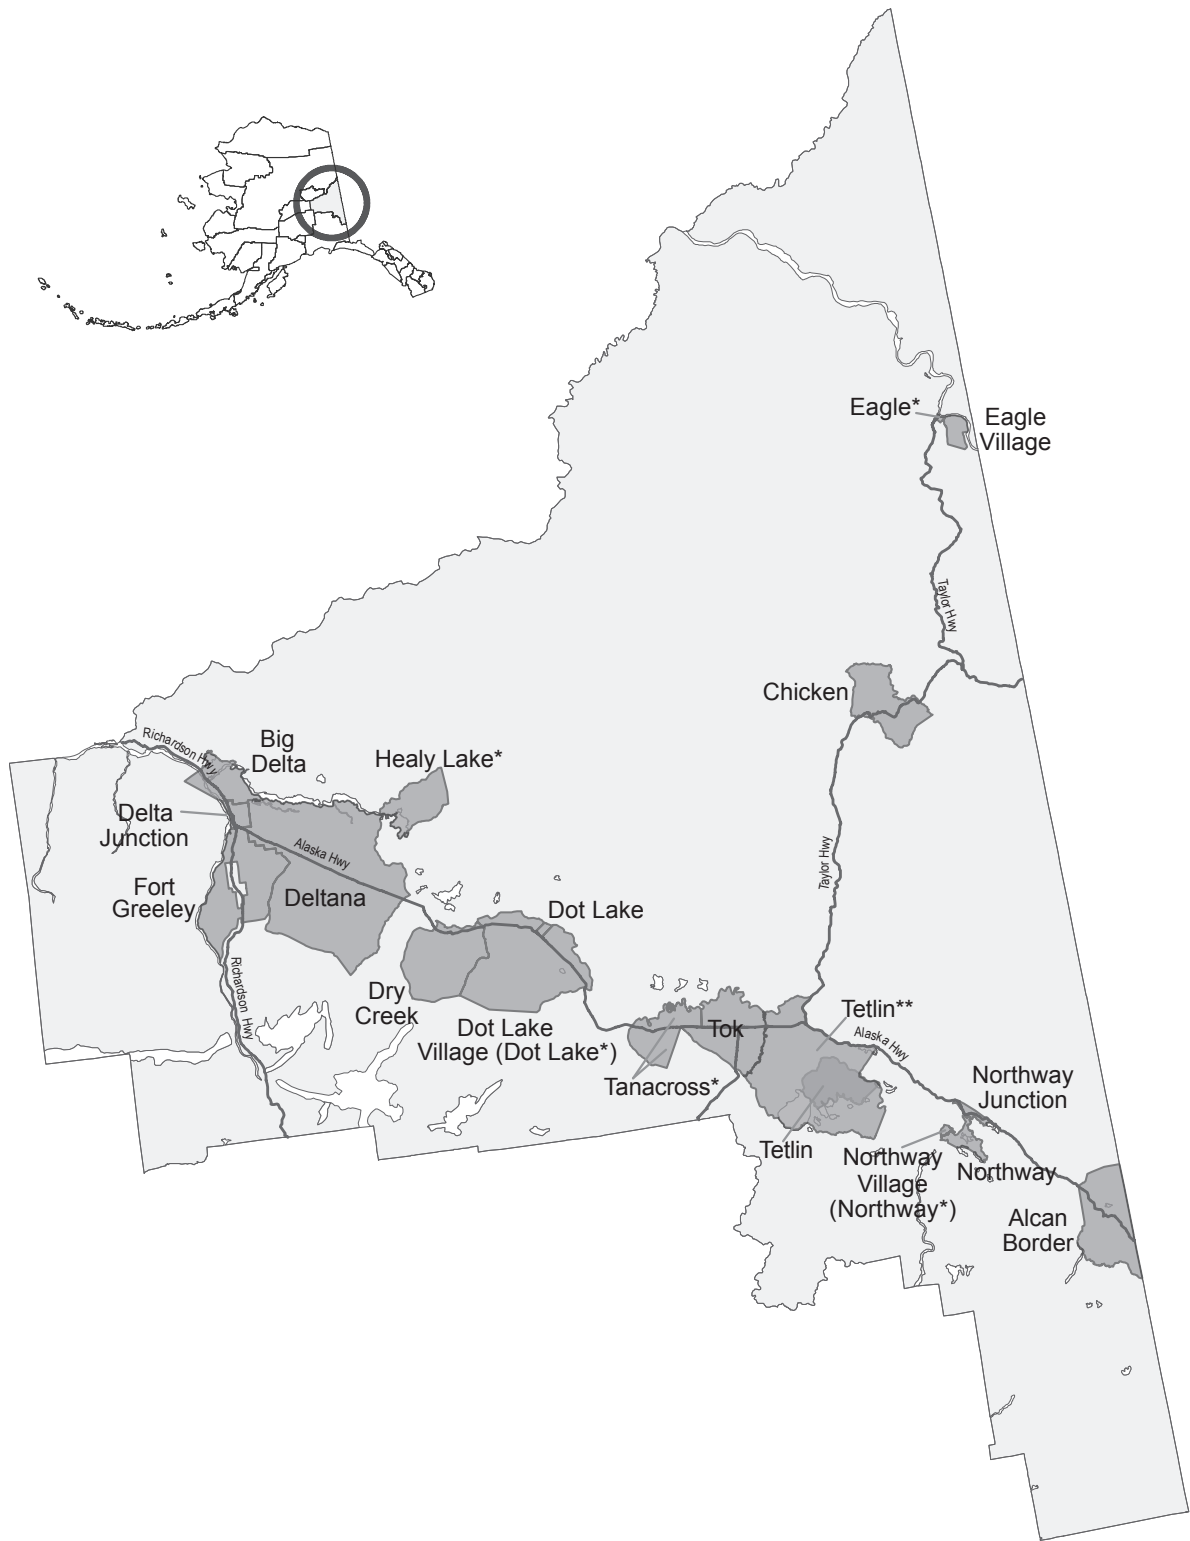 Eagle*
Eagle
Village
Taylor Hwy
Chicken
Richardson Hwy
Big
Delta
Healy Lake*
Delta
Junction
Alaska Hwy
Taylor Hwy
Fort
Greeley
Deltana
Dot Lake
Richardson Hwy
Dry
Creek
Dot Lake
Village (Dot Lake*)
Tok
Tetlin**
Alaska Hwy
Tanacross*
Northway
Junction
Tetlin
Northway
Village
(Northway*)
Northway
Alcan
Border